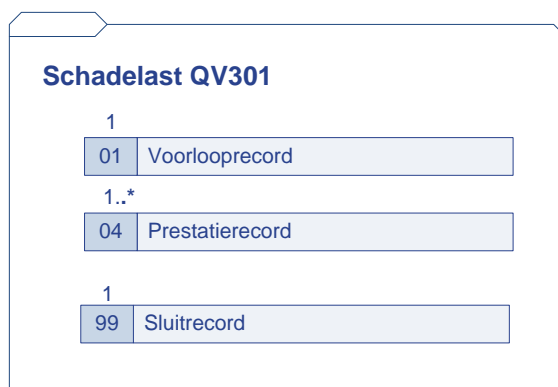 Schadelast QV301
1
01 Voorlooprecord
1..*
04 Prestatierecord
1
99 Sluitrecord